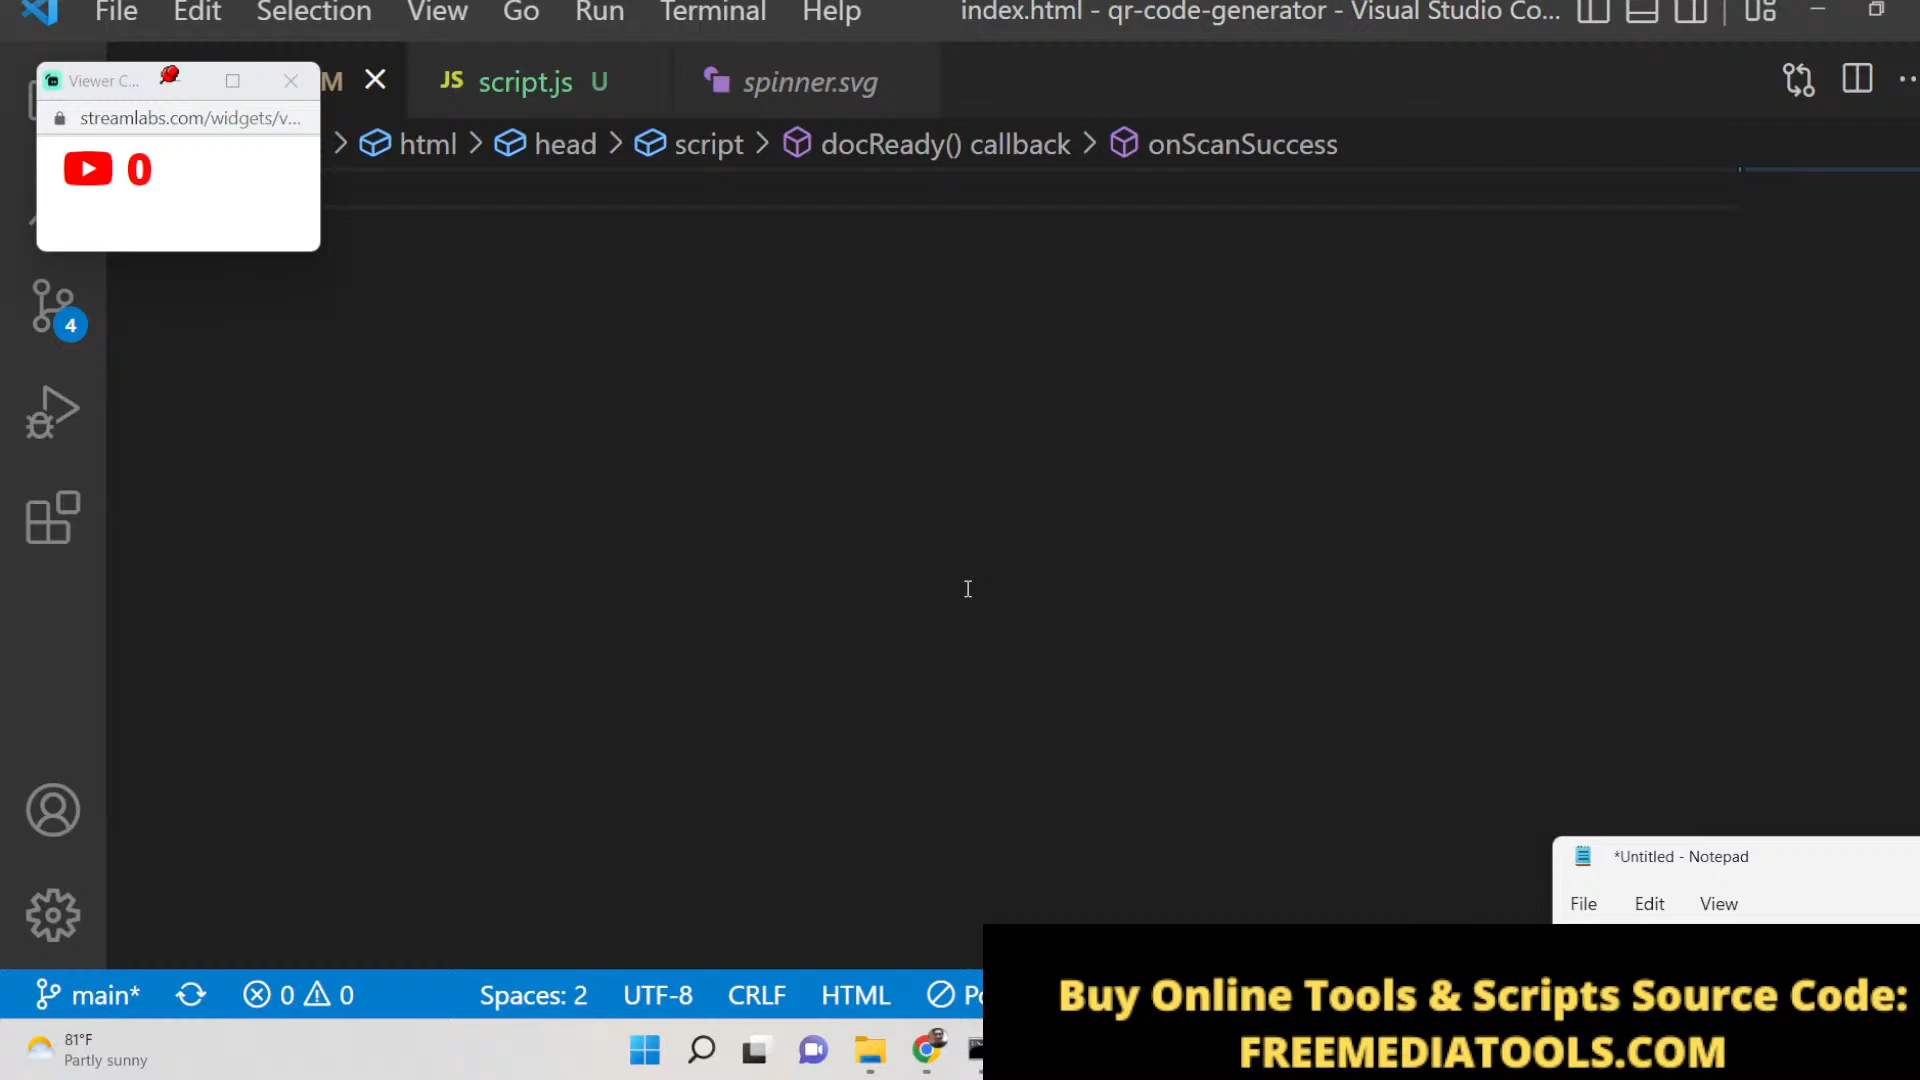 File Edit Selection View Go Run Terminal Help index.html - qr-code-generator - Visual Studio Co...
Viewer C...
M
JS script.js U
spinner.svg
streamlabs.com/widgets/v...
html > head > script > docReady() callback > onScanSuccess
0
4
*Untitled - Notepad
File Edit View
main* 0 0 Spaces: 2 UTF-8 CRLF HTML
Buy Online Tools & Scripts Source Code:
FREEMEDIATOOLS.COM
81°F
Partly sunny